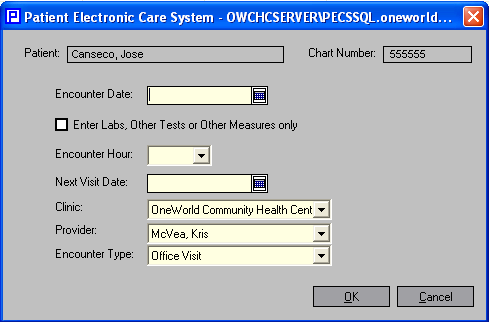 Patient Electronic Care System - OWCHCSERVER\PECSSQL.oneworld...
Patient: Canseco, Jose Chart Number: 555555
Encounter Date:
Enter Labs, Other Tests or Other Measures only
Encounter Hour:
Next Visit Date:
Clinic: OneWorld Community Health Cent
Provider: McVea, Kris
Encounter Type: Office Visit
OK Cancel